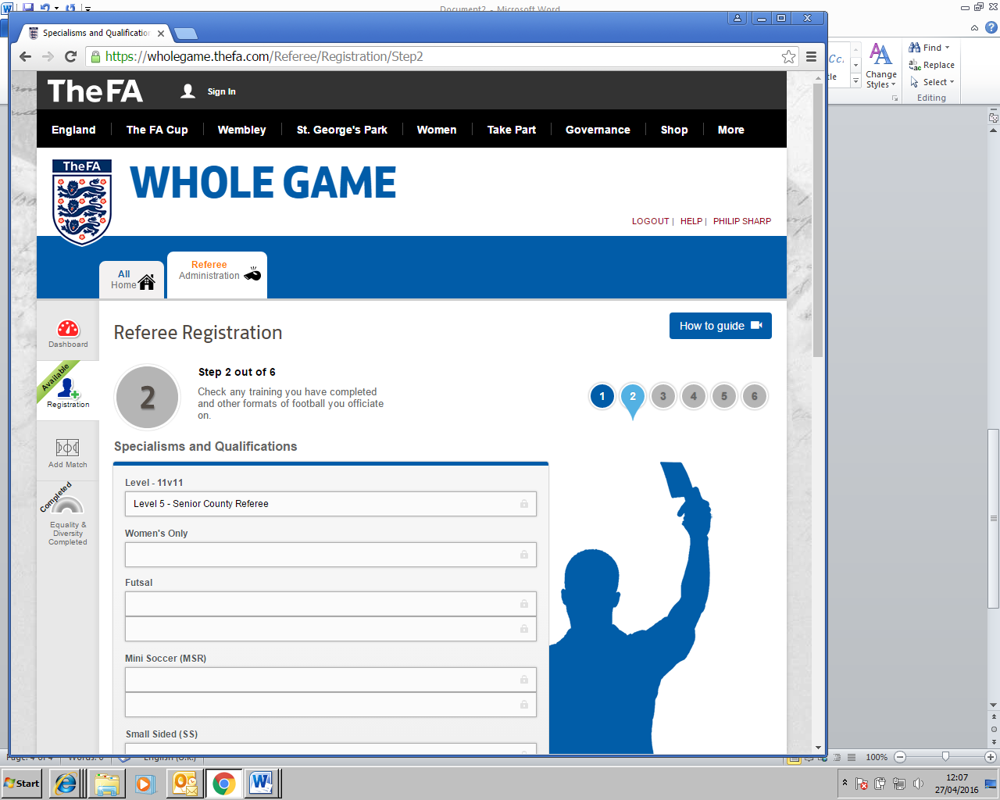 Document2 - Microsoft Word
Specialisms and Qualification
https://wholegame.thefa.com/Referee/Registration/Step2
Find
Replace
Select
Editing
Change
Styles
TheFA
Sign In
England
The FA Cup
Wembley
St. George's Park
Women
Take Part
Governance
Shop
More
TheFA
WHOLE GAME
LOGOUT | HELP | PHILIP SHARP
All
Home
Referee
Administration
Dashboard
Available
Registration
Add Match
Completed
Equality &
Diversity
Completed
Referee Registration
How to guide
2
Step 2 out of 6
Check any training you have completed
and other formats of football you officiate
on.
1 2 3 4 5 6
Specialisms and Qualifications
Level - 11v11
Level 5 - Senior County Referee
Women's Only
Futsal
Mini Soccer (MSR)
Small Sided (SS)
Page: 4 of 4 Words: 0 English (U.K.)
100%
Start
12:07
27/04/2016